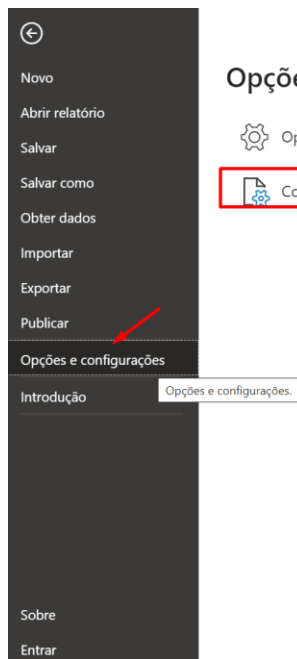 Novo
Abrir relatório
Salvar
Salvar como
Obter dados
Importar
Exportar
Publicar
Opções e configurações
Introdução
Opções e configurações.
Sobre
Entrar